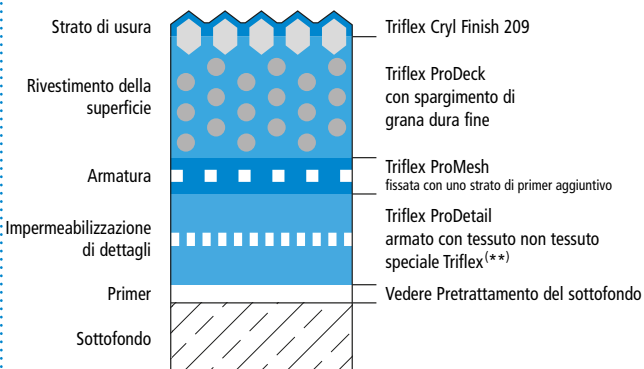 Strato di usura
Triflex Cryl Finish 209
Rivestimento della
superficie
Triflex ProDeck
con spargimento di
grana dura fine
Armatura
Triflex ProMesh
fissata con uno strato di primer aggiuntivo
Impermeabilizzazione
di dettagli
Triflex ProDetail
armato con tessuto non tessuto
speciale Triflex(**)
Primer
Vedere Pretrattamento del sottofondo
Sottofondo